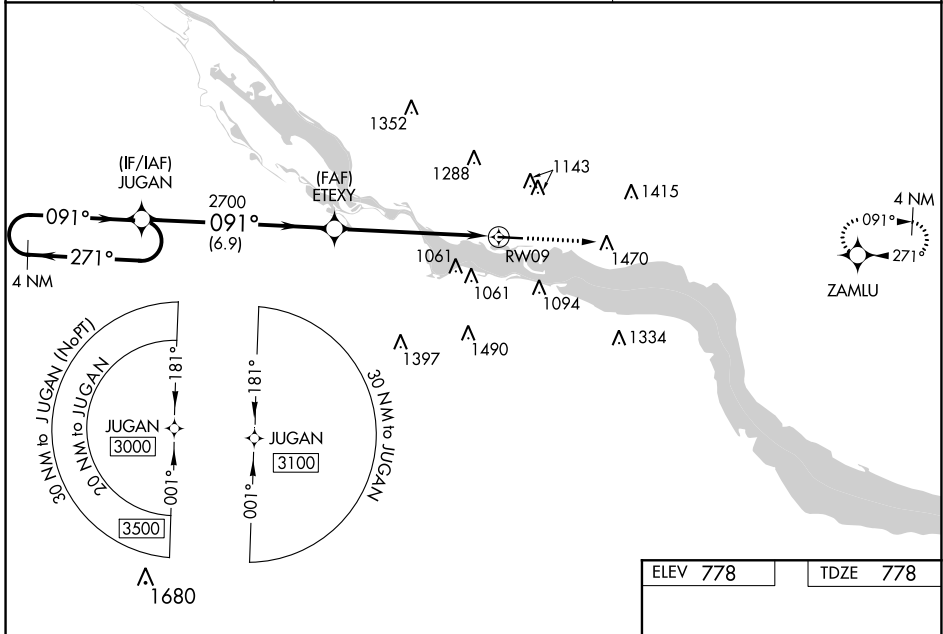 1352
1288
1143
1415
(IF/IAF)
JUGAN
(FAF)
ETEXY
2700
091°
(6.9)
091°
271°
4 NM
RW09
1470
1061
1061
1094
1397
1490
1334
4 NM
091°
271°
ZAMLU
30 NM to JUGAN (NoPT)
20 NM to JUGAN
181°
JUGAN
3000
001°
3500
181°
JUGAN
3100
001°
30 NM to JUGAN
1680
ELEV 778
TDZE 778